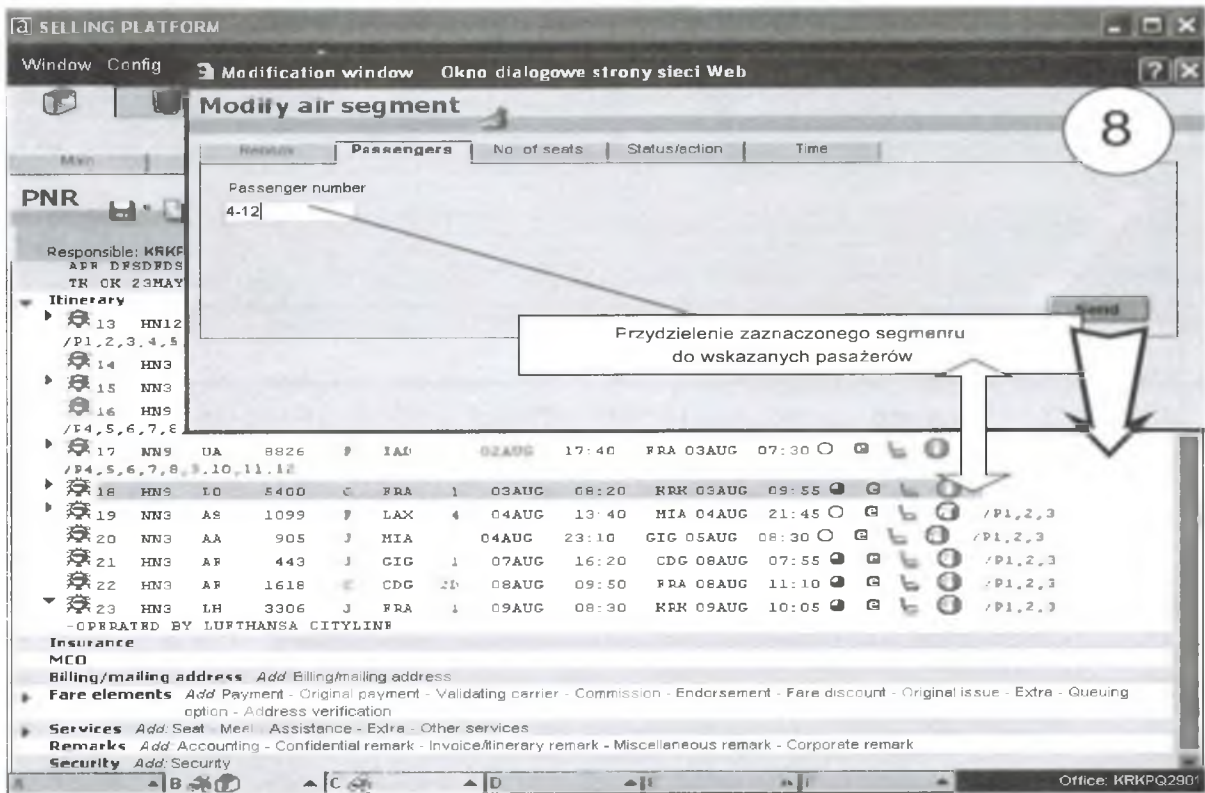 SELLING PLATFORM
Window Config
Modification window Okno dialogowe strony sieci Web
Modify air segment
8
Main
Passengers No of seats Status/action Time
PNR
Passenger number
4-12
Responsible: KRKP
TK OK 23MAY
Send
Itinerary
Przydzielenie zaznaczonego segmenru
do wskazanych pasażerów
13 HN12
/P1,2,3,4,5
14 HN3
15 NN3
16 HN9
17 NN9 UA 8826 02AUG 17:40 FRA 03AUG 07:30
/P4,5,6,7,8,9,10,11,12
18 HN9 LO 5400 C FRA 1 03AUG 08:20 KRK 03AUG 09:55
19 NN3 AS 1099 LAX 4 04AUG 13:40 MIA 04AUG 21:45 /P1,2,3
20 NN3 AA 905 J MIA 04AUG 23:10 GIG 05AUG 08:30 /P1,2,3
21 HN3 AF 443 J GIG 1 07AUG 16:20 CDG 08AUG 07:55 /P1,2,3
22 HN3 AF 1618 CDG 2D 08AUG 09:50 FRA 08AUG 11:10 /P1,2,3
23 HN3 LH 3306 J FRA 1 09AUG 08:30 KRK 09AUG 10:05 /P1,2,3
-OPERATED BY LUFTHANSA CITYLINE
Insurance
MCO
Billing/mailing address Add Billing/mailing address
Fare elements Add Payment - Original payment - Validating carrier - Commission - Endorsement - Fare discount - Original issue - Extra - Queuing
option - Address verification
Services Add: Seat - Meal - Assistance - Extra - Other services
Remarks Add: Accounting - Confidential remark - Invoice/itinerary remark - Miscellaneous remark - Corporate remark
Security Add: Security
B C D Office: KRKPQ2901